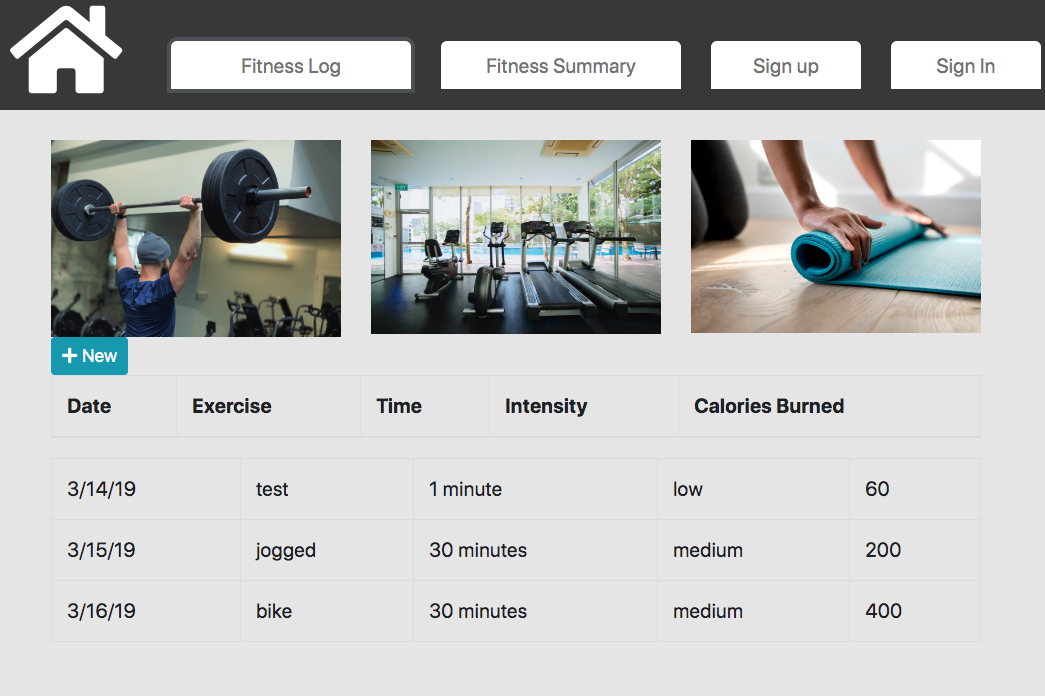 Fitness Log Fitness Summary Sign up Sign In
New
Date Exercise Time Intensity Calories Burned
3/14/19 test 1 minute low 60
3/15/19 jogged 30 minutes medium 200
3/16/19 bike 30 minutes medium 400